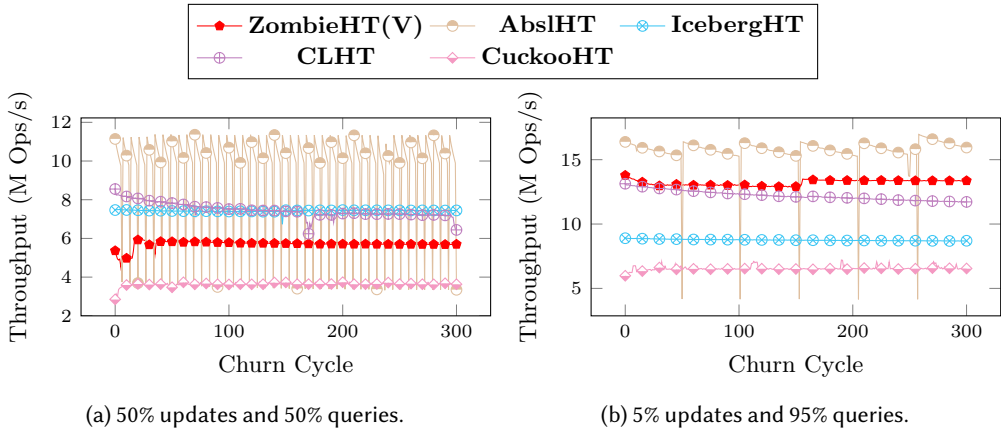 ZombieHT(V) AbslHT IcebergHT
CLHT CuckooHT
Throughput (M Ops/s)
12
10
8
6
4
2
0 100 200 300
Churn Cycle
(a) 50% updates and 50% queries.
Throughput (M Ops/s)
15
10
5
0 100 200 300
Churn Cycle
(b) 5% updates and 95% queries.